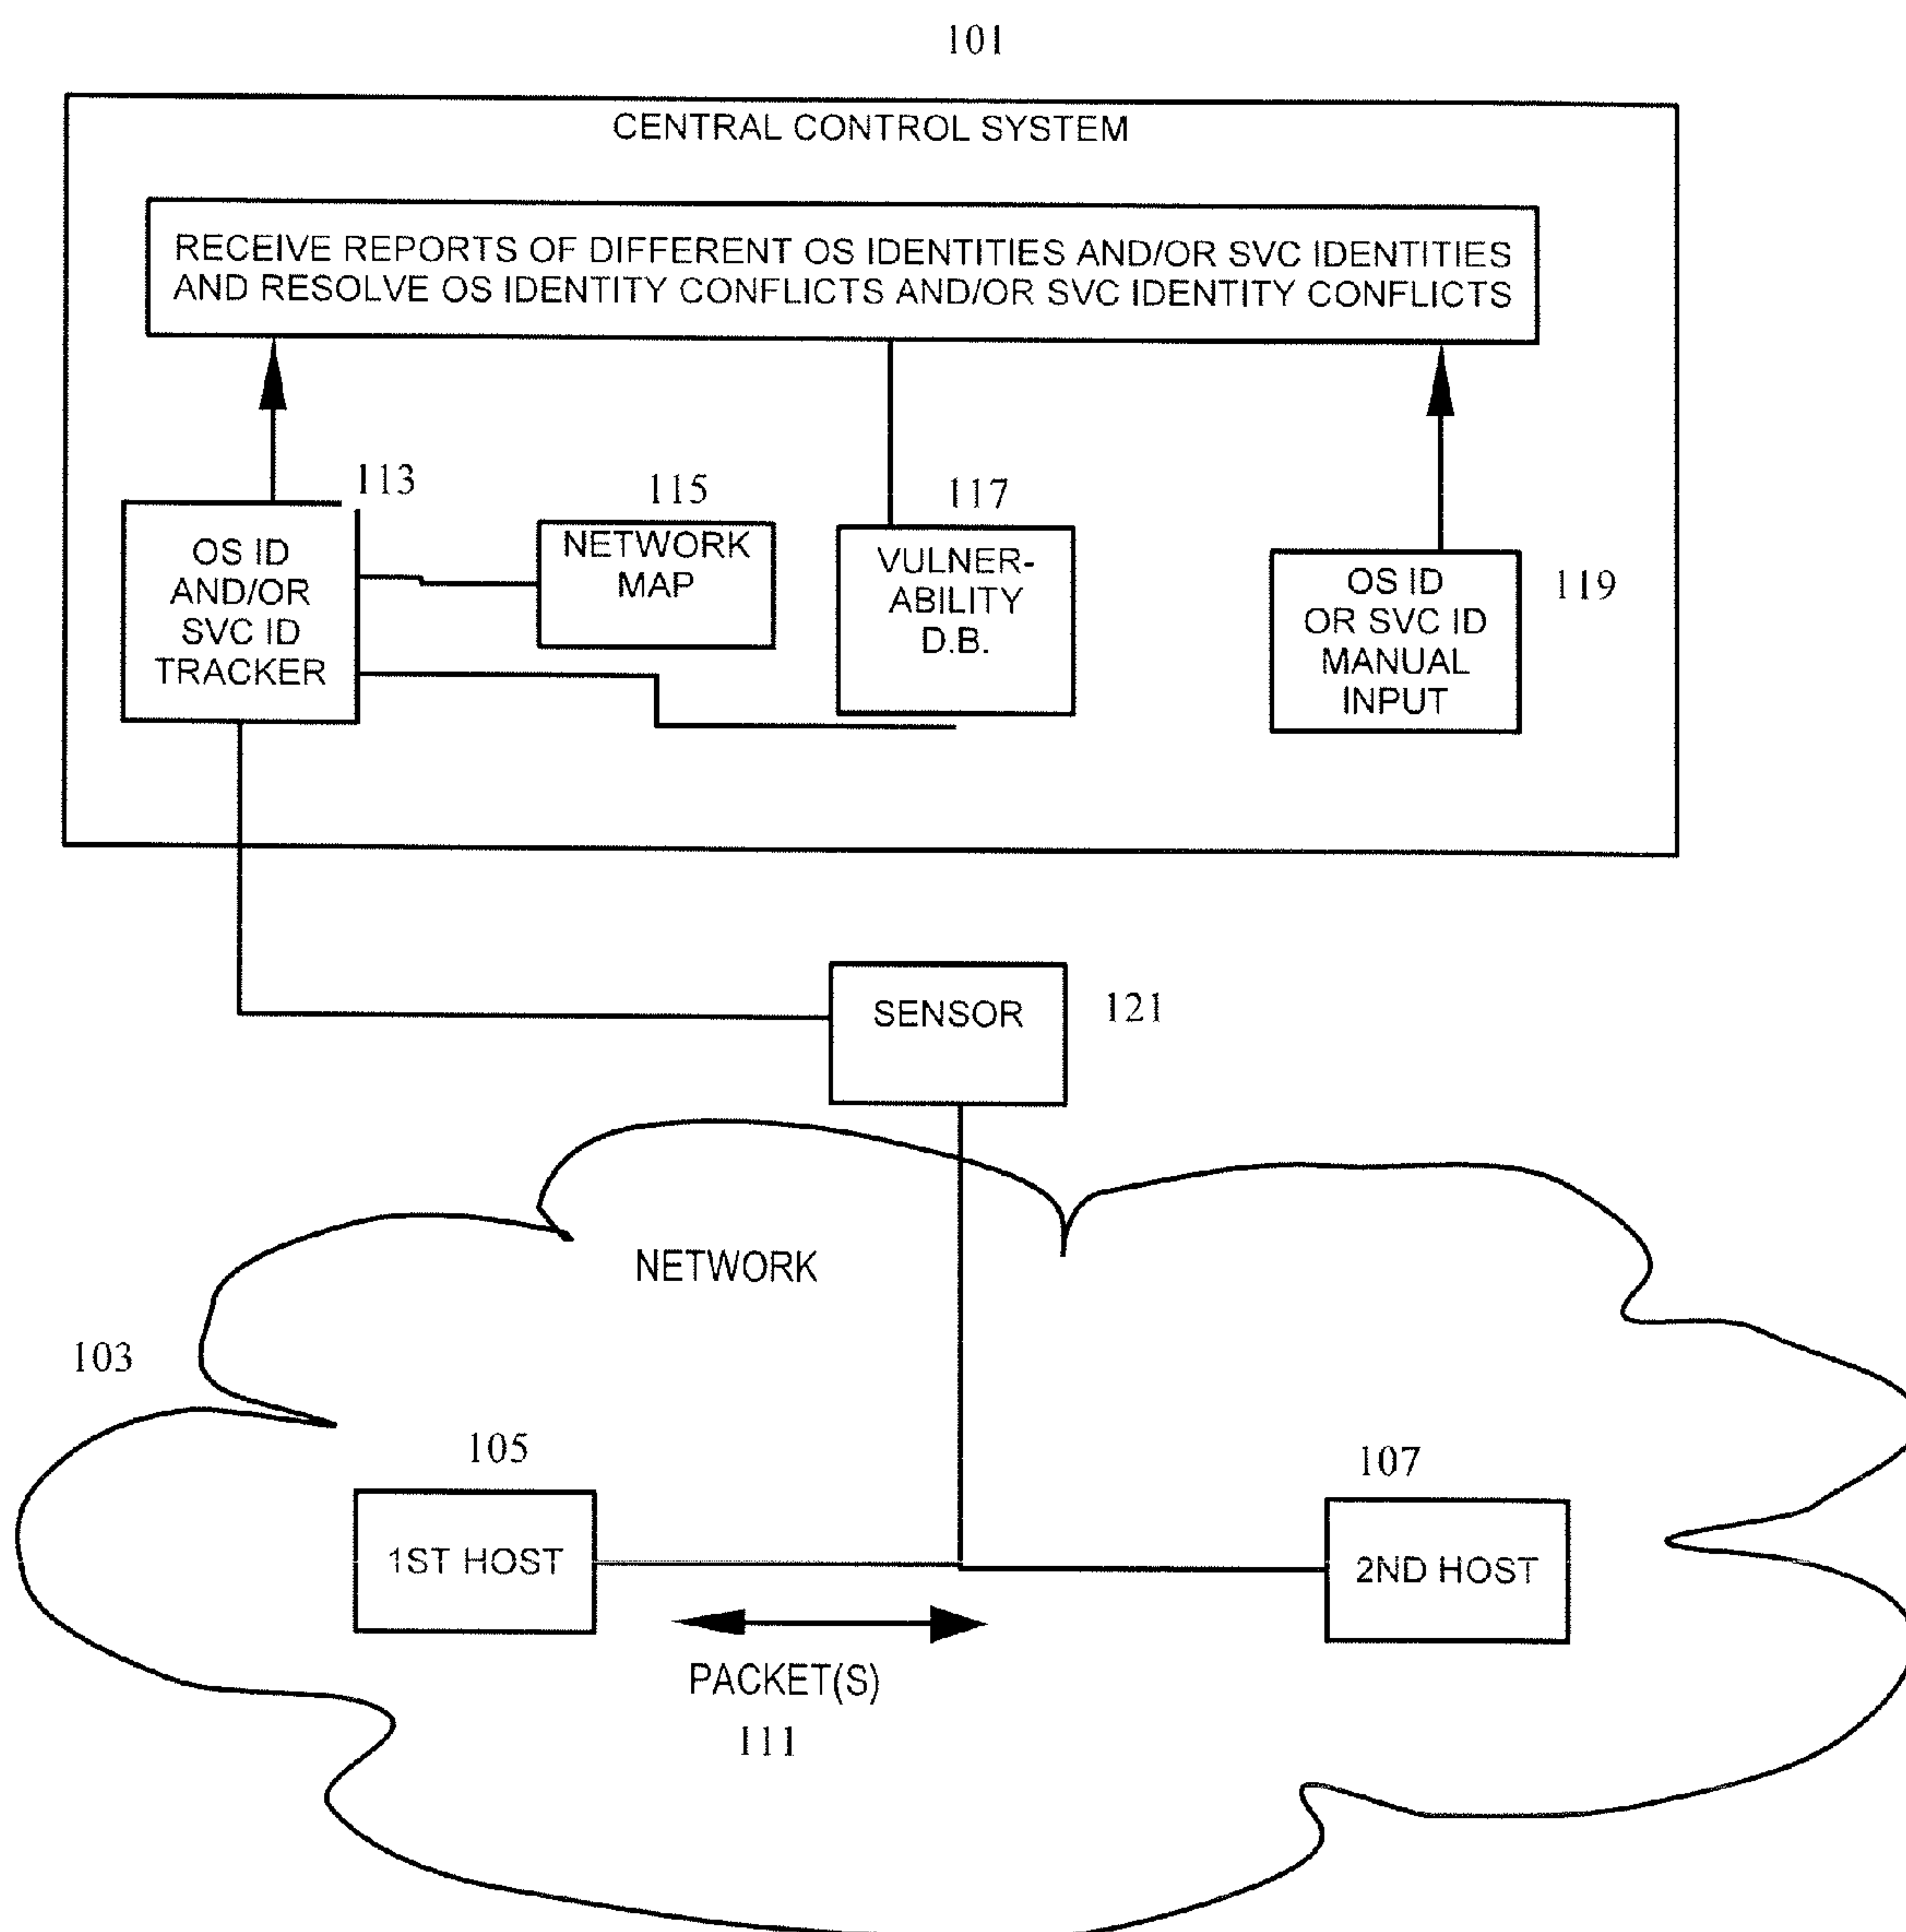 101
CENTRAL CONTROL SYSTEM
RECEIVE REPORTS OF DIFFERENT OS IDENTITIES AND/OR SVC IDENTITIES
AND RESOLVE OS IDENTITY CONFLICTS AND/OR SVC IDENTITY CONFLICTS
113
OS ID
AND/OR
SVC ID
TRACKER
115
NETWORK
MAP
117
VULNER-
ABILITY
D.B.
119
OS ID
OR SVC ID
MANUAL
INPUT
SENSOR
121
NETWORK
103
105
1ST HOST
107
2ND HOST
PACKET(S)
111